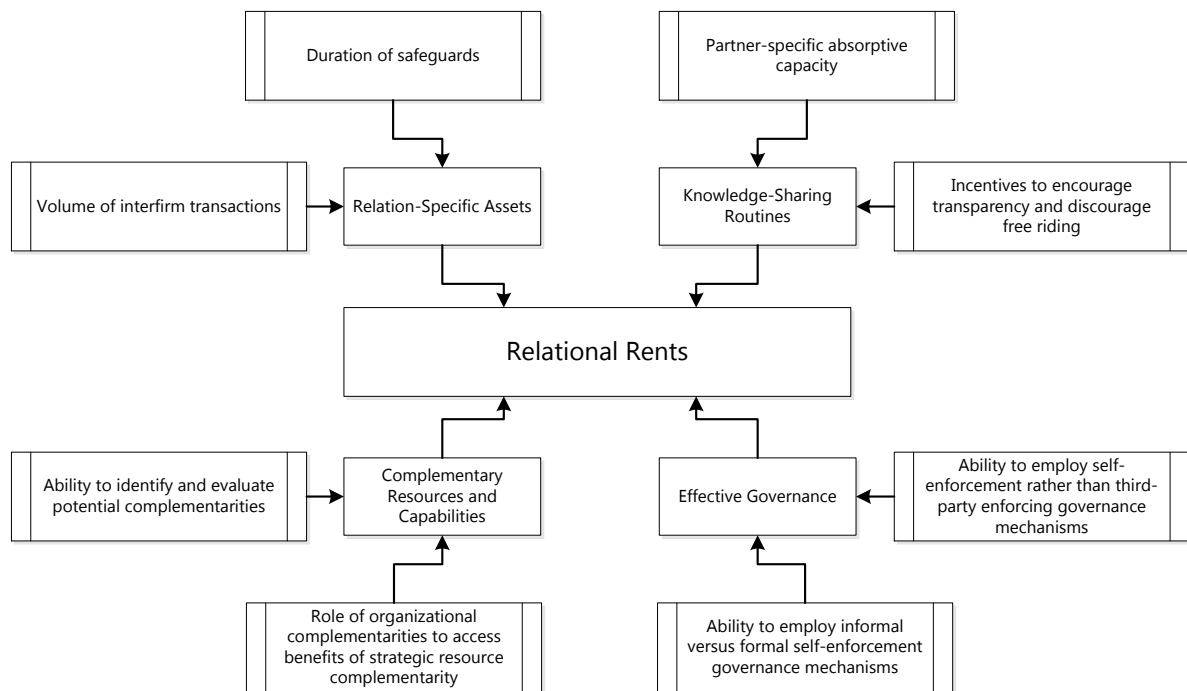 Duration of safeguards
Partner-specific absorptive
capacity
Volume of interfirm transactions
Relation-Specific Assets
Knowledge-Sharing
Routines
Incentives to encourage
transparency and discourage
free riding
Relational Rents
Ability to identify and evaluate
potential complementarities
Complementary
Resources and
Capabilities
Effective Governance
Ability to employ self-
enforcement rather than third-
party enforcing governance
mechanisms
Role of organizational
complementarities to access
benefits of strategic resource
complementarity
Ability to employ informal
versus formal self-enforcement
governance mechanisms